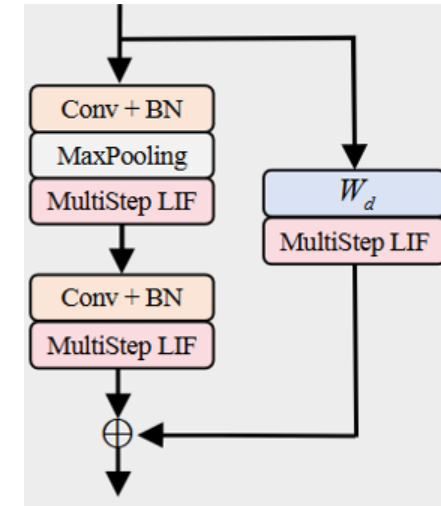 Conv + BN
MaxPooling
MultiStep LIF
Conv + BN
MultiStep LIF
W_d
MultiStep LIF